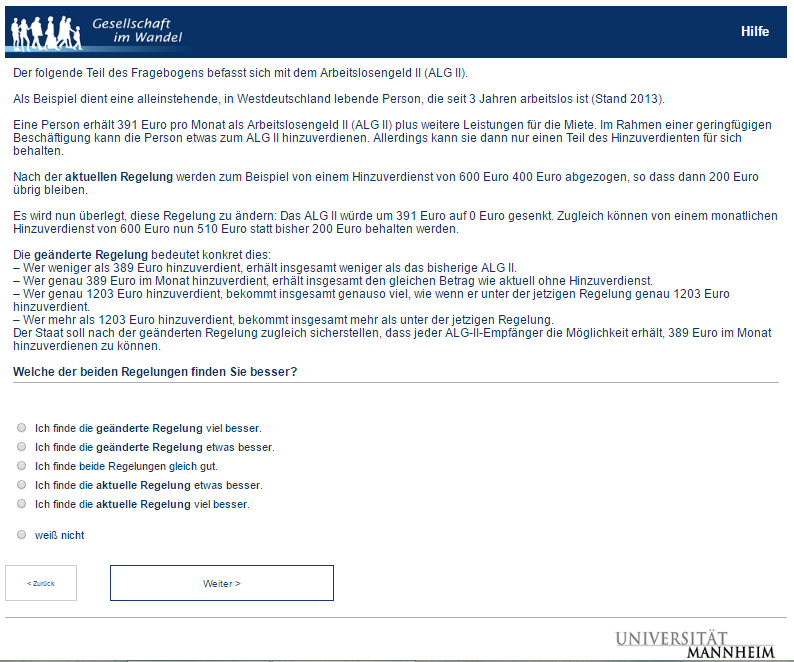 Gesellschaft
im Wandel
Hilfe
Der folgende Teil des Fragebogens befasst sich mit dem Arbeitslosengeld II (ALG II).
Als Beispiel dient eine alleinstehende, in Westdeutschland lebende Person, die seit 3 Jahren arbeitslos ist (Stand 2013).
Eine Person erhält 391 Euro pro Monat als Arbeitslosengeld II (ALG II) plus weitere Leistungen für die Miete. Im Rahmen einer geringfügigen
Beschäftigung kann die Person etwas zum ALG II hinzuverdienen. Allerdings kann sie dann nur einen Teil des Hinzuverdienten für sich
behalten.
Nach der aktuellen Regelung werden zum Beispiel von einem Hinzuverdienst von 600 Euro 400 Euro abgezogen, so dass dann 200 Euro
übrig bleiben.
Es wird nun überlegt, diese Regelung zu ändern: Das ALG II würde um 391 Euro auf 0 Euro gesenkt. Zugleich können von einem monatlichen
Hinzuverdienst von 600 Euro nun 510 Euro statt bisher 200 Euro behalten werden.
Die geänderte Regelung bedeutet konkret dies:
– Wer weniger als 389 Euro hinzuverdient, erhält insgesamt weniger als das bisherige ALG II.
– Wer genau 389 Euro im Monat hinzuverdient, erhält insgesamt den gleichen Betrag wie aktuell ohne Hinzuverdienst.
– Wer genau 1203 Euro hinzuverdient, bekommt insgesamt genauso viel, wie wenn er unter der jetzigen Regelung genau 1203 Euro
hinzuverdient.
– Wer mehr als 1203 Euro hinzuverdient, bekommt insgesamt mehr als unter der jetzigen Regelung.
Der Staat soll nach der geänderten Regelung zugleich sicherstellen, dass jeder ALG-II-Empfänger die Möglichkeit erhält, 389 Euro im Monat
hinzuverdienen zu können.
Welche der beiden Regelungen finden Sie besser?
Ich finde die geänderte Regelung viel besser.
Ich finde die geänderte Regelung etwas besser.
Ich finde beide Regelungen gleich gut.
Ich finde die aktuelle Regelung etwas besser.
Ich finde die aktuelle Regelung viel besser.
weiß nicht
< Zurück
Weiter >
UNIVERSITÄT
MANNHEIM